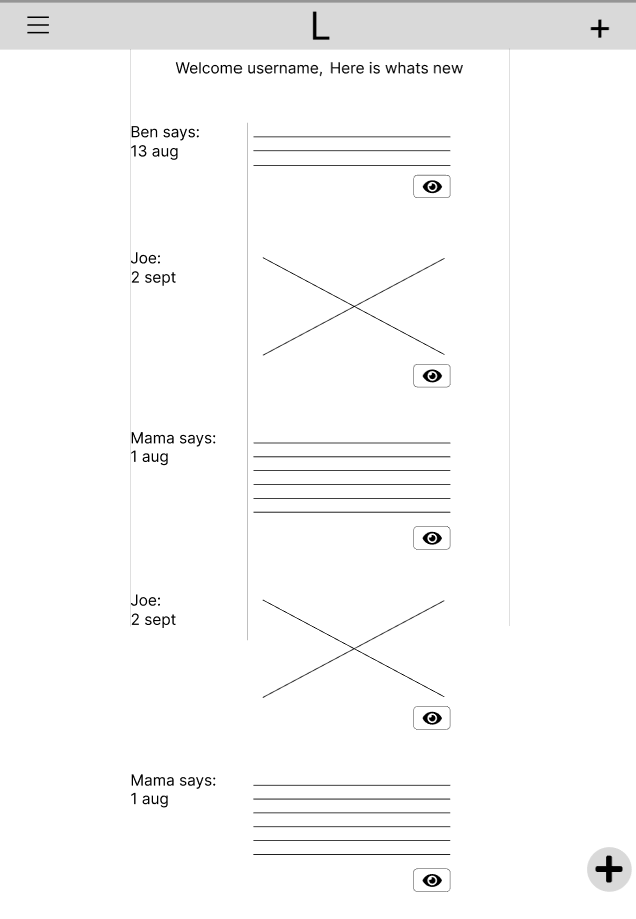 L
+
Welcome username, Here is whats new
Ben says:
13 aug
Joe:
2 sept
Mama says:
1 aug
Joe:
2 sept
Mama says:
1 aug